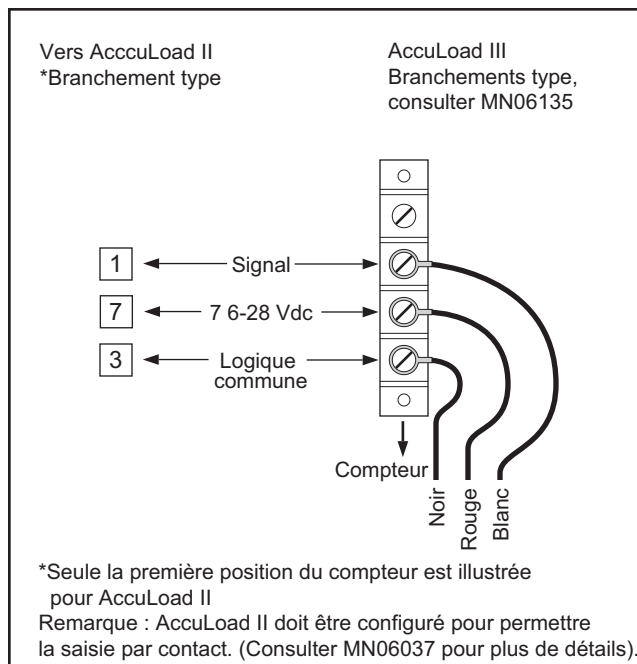 Vers AcccuLoad II
*Branchement type
AccuLoad III
Branchements type,
consulter MN06135
1
Signal
7
7 6-28 Vdc
3
Logique
commune
Compteur
Noir
Rouge
Blanc
*Seule la première position du compteur est illustrée
pour AccuLoad II
Remarque : AccuLoad II doit être configuré pour permettre
la saisie par contact. (Consulter MN06037 pour plus de détails).